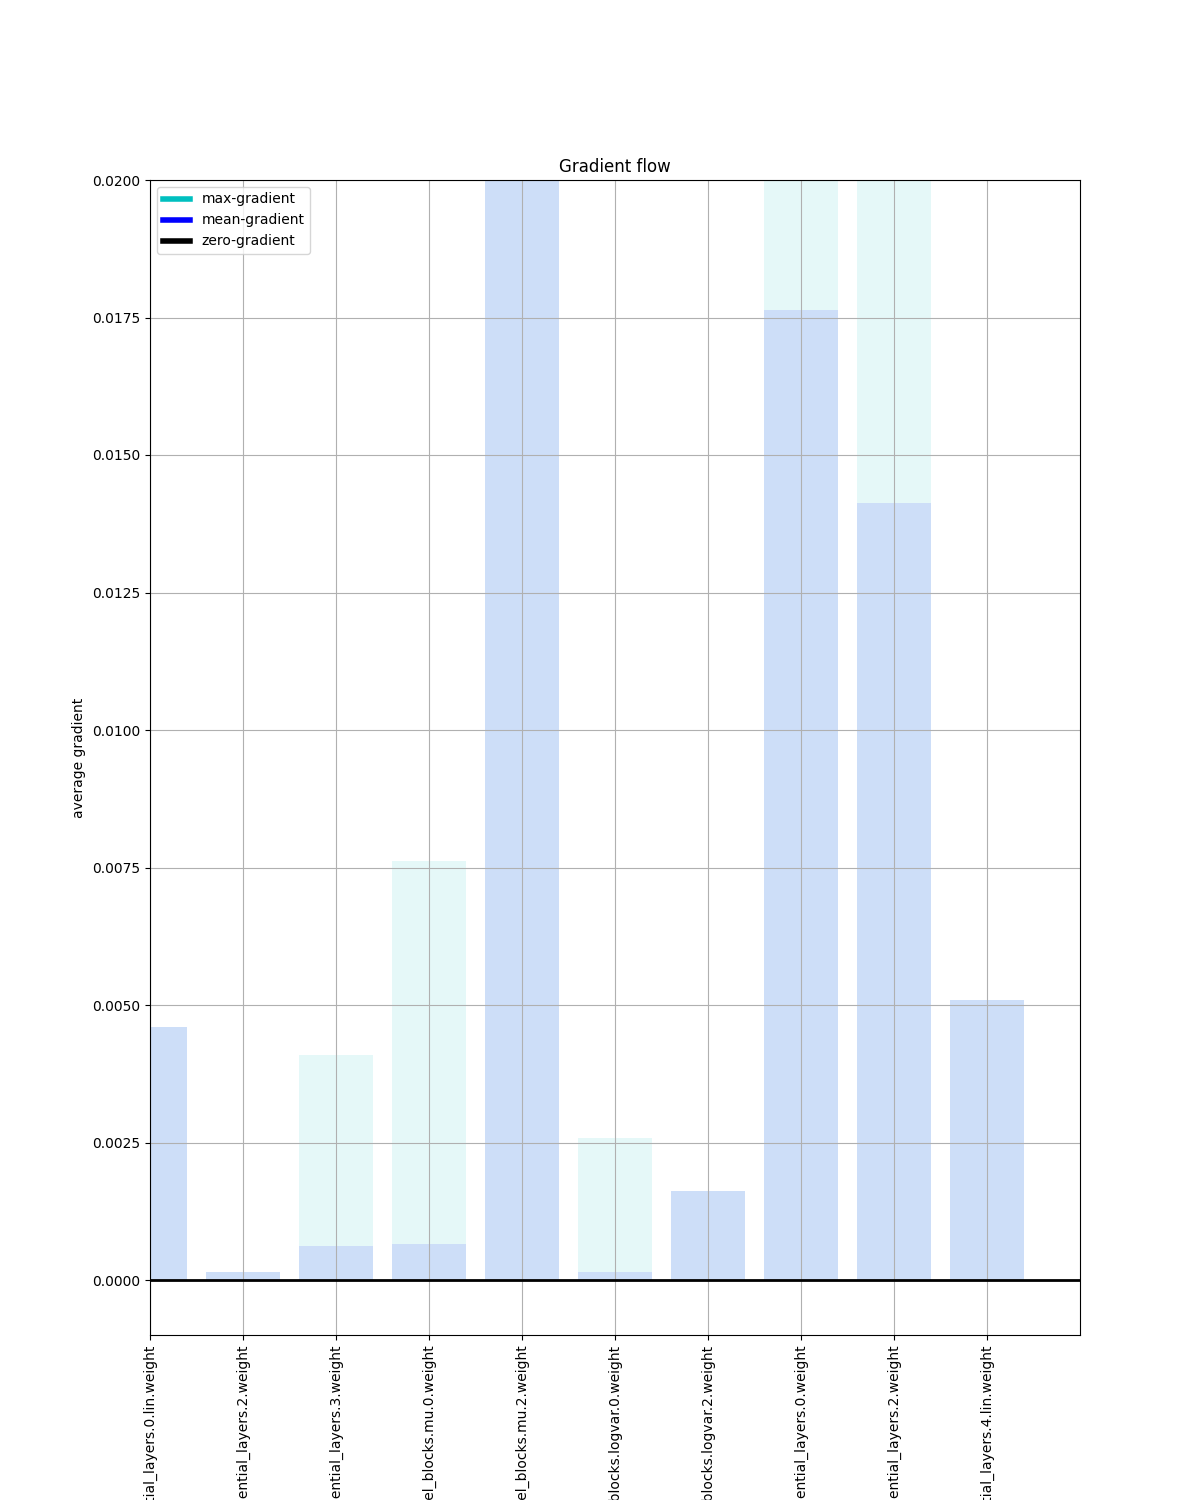 Gradient flow
max-gradient
mean-gradient
zero-gradient
0.0200
0.0175
0.0150
0.0125
0.0100
0.0075
0.0050
0.0025
0.0000
average gradient
tial_layers.0.lin.weight
ential_layers.2.weight
ential_layers.3.weight
el_blocks.mu.0.weight
el_blocks.mu.2.weight
blocks.logvar.0.weight
blocks.logvar.2.weight
ential_layers.0.weight
ential_layers.2.weight
tial_layers.4.lin.weight